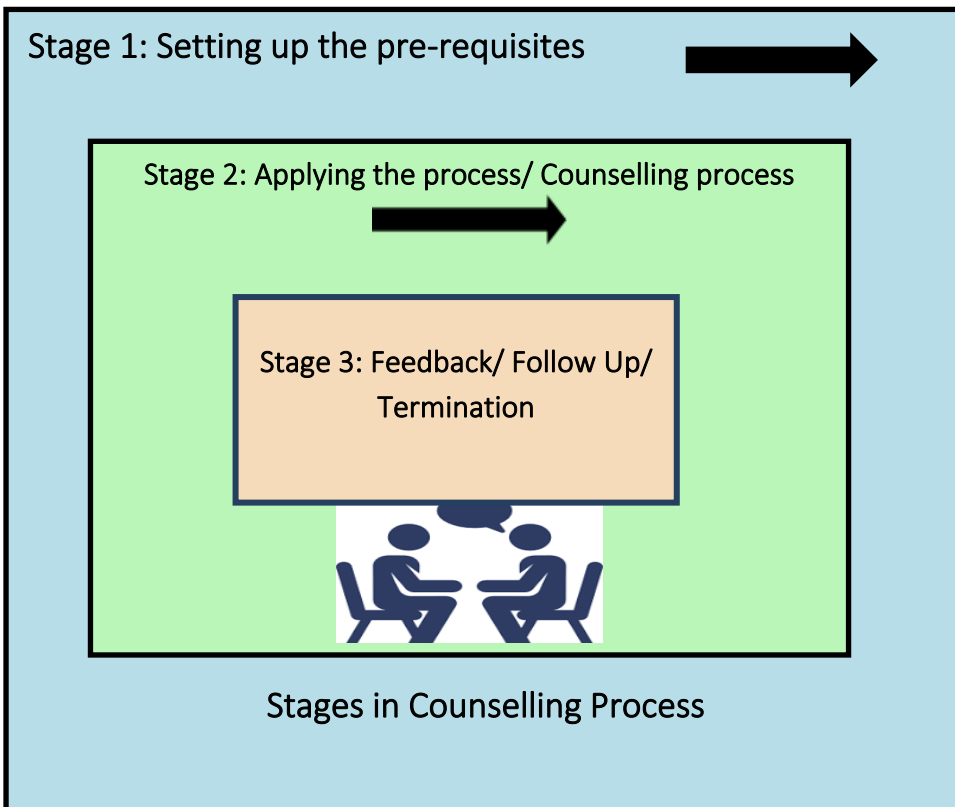 Stage 1: Setting up the pre-requisites
Stage 2: Applying the process/ Counselling process
Stage 3: Feedback/ Follow Up/
Termination
Stages in Counselling Process